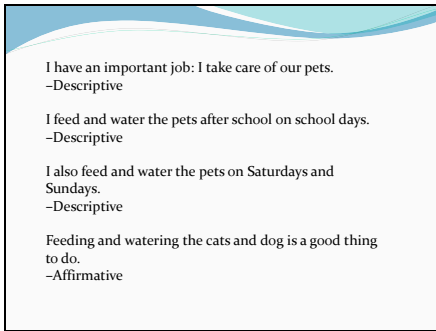 I have an important job: I take care of our pets.
–Descriptive
I feed and water the pets after school on school days.
–Descriptive
I also feed and water the pets on Saturdays and
Sundays.
–Descriptive
Feeding and watering the cats and dog is a good thing
to do.
–Affirmative